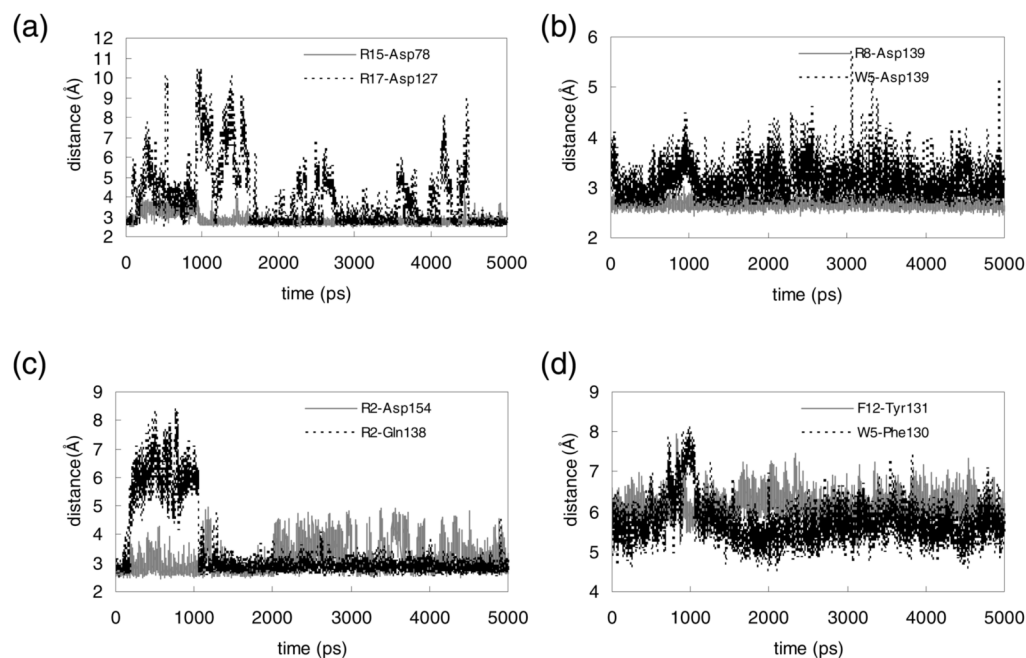 (a)
12
11
10
9
8
7
6
5
4
3
2
distance (Å)
R15-Asp78
R17-Asp127
0 1000 2000 3000 4000 5000
time (ps)
(b)
6
5
4
3
2
distance (Å)
R8-Asp139
W5-Asp139
0 1000 2000 3000 4000 5000
time (ps)
(c)
9
8
7
6
5
4
3
2
distance(Å)
R2-Asp154
R2-Gln138
0 1000 2000 3000 4000 5000
time (ps)
(d)
9
8
7
6
5
4
distance(Å)
F12-Tyr131
W5-Phe130
0 1000 2000 3000 4000 5000
time (ps)